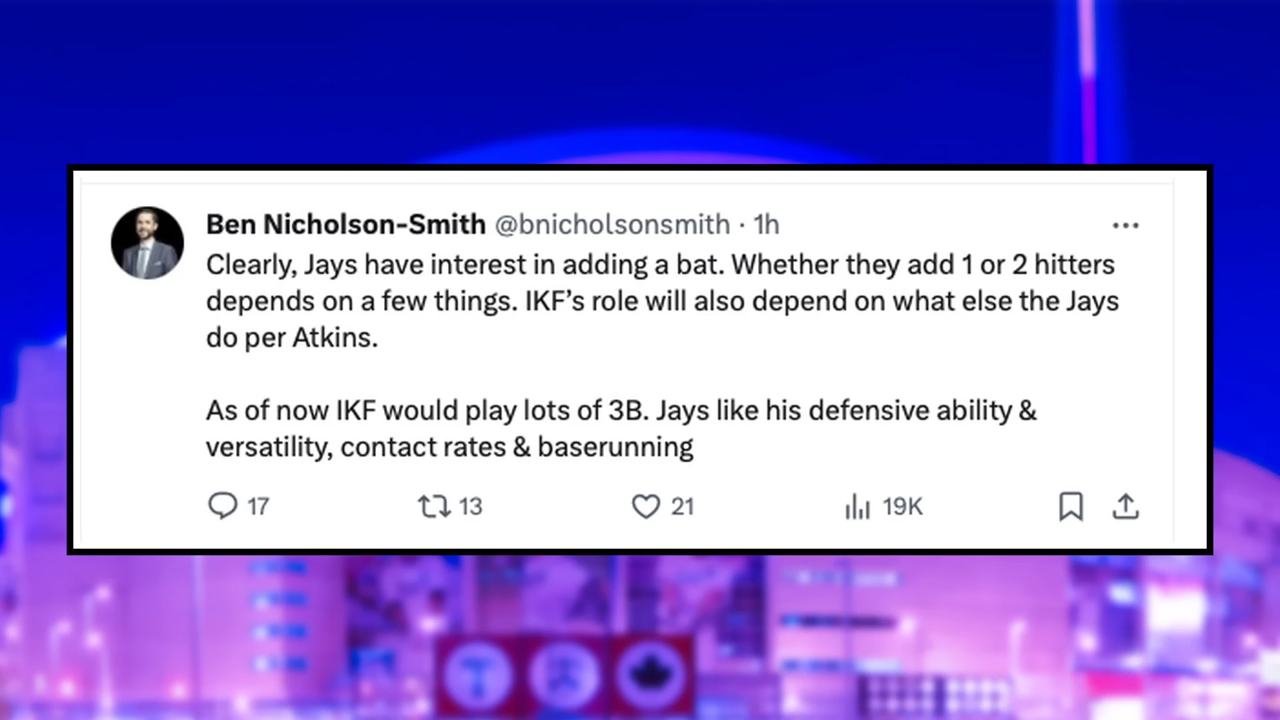 Ben Nicholson-Smith @bnicholsonsmith · 1h
Clearly, Jays have interest in adding a bat. Whether they add 1 or 2 hitters
depends on a few things. IKF’s role will also depend on what else the Jays
do per Atkins.
As of now IKF would play lots of 3B. Jays like his defensive ability &
versatility, contact rates & baserunning
17 13 21 19K